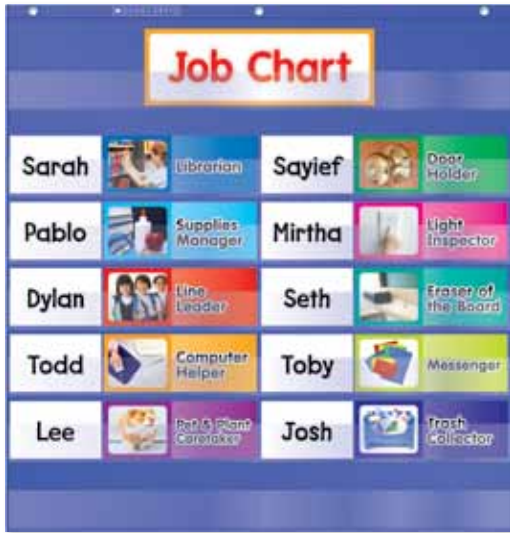 Job Chart
Sarah
Librarian
Sayief
Door
Holder
Pablo
Supplies
Manager
Mirtha
Light
Inspector
Dylan
Line
Leader
Seth
Eraser of
the Board
Todd
Computer
Helper
Toby
Messenger
Lee
Pet & Plant
Caretaker
Josh
Trash
Collector